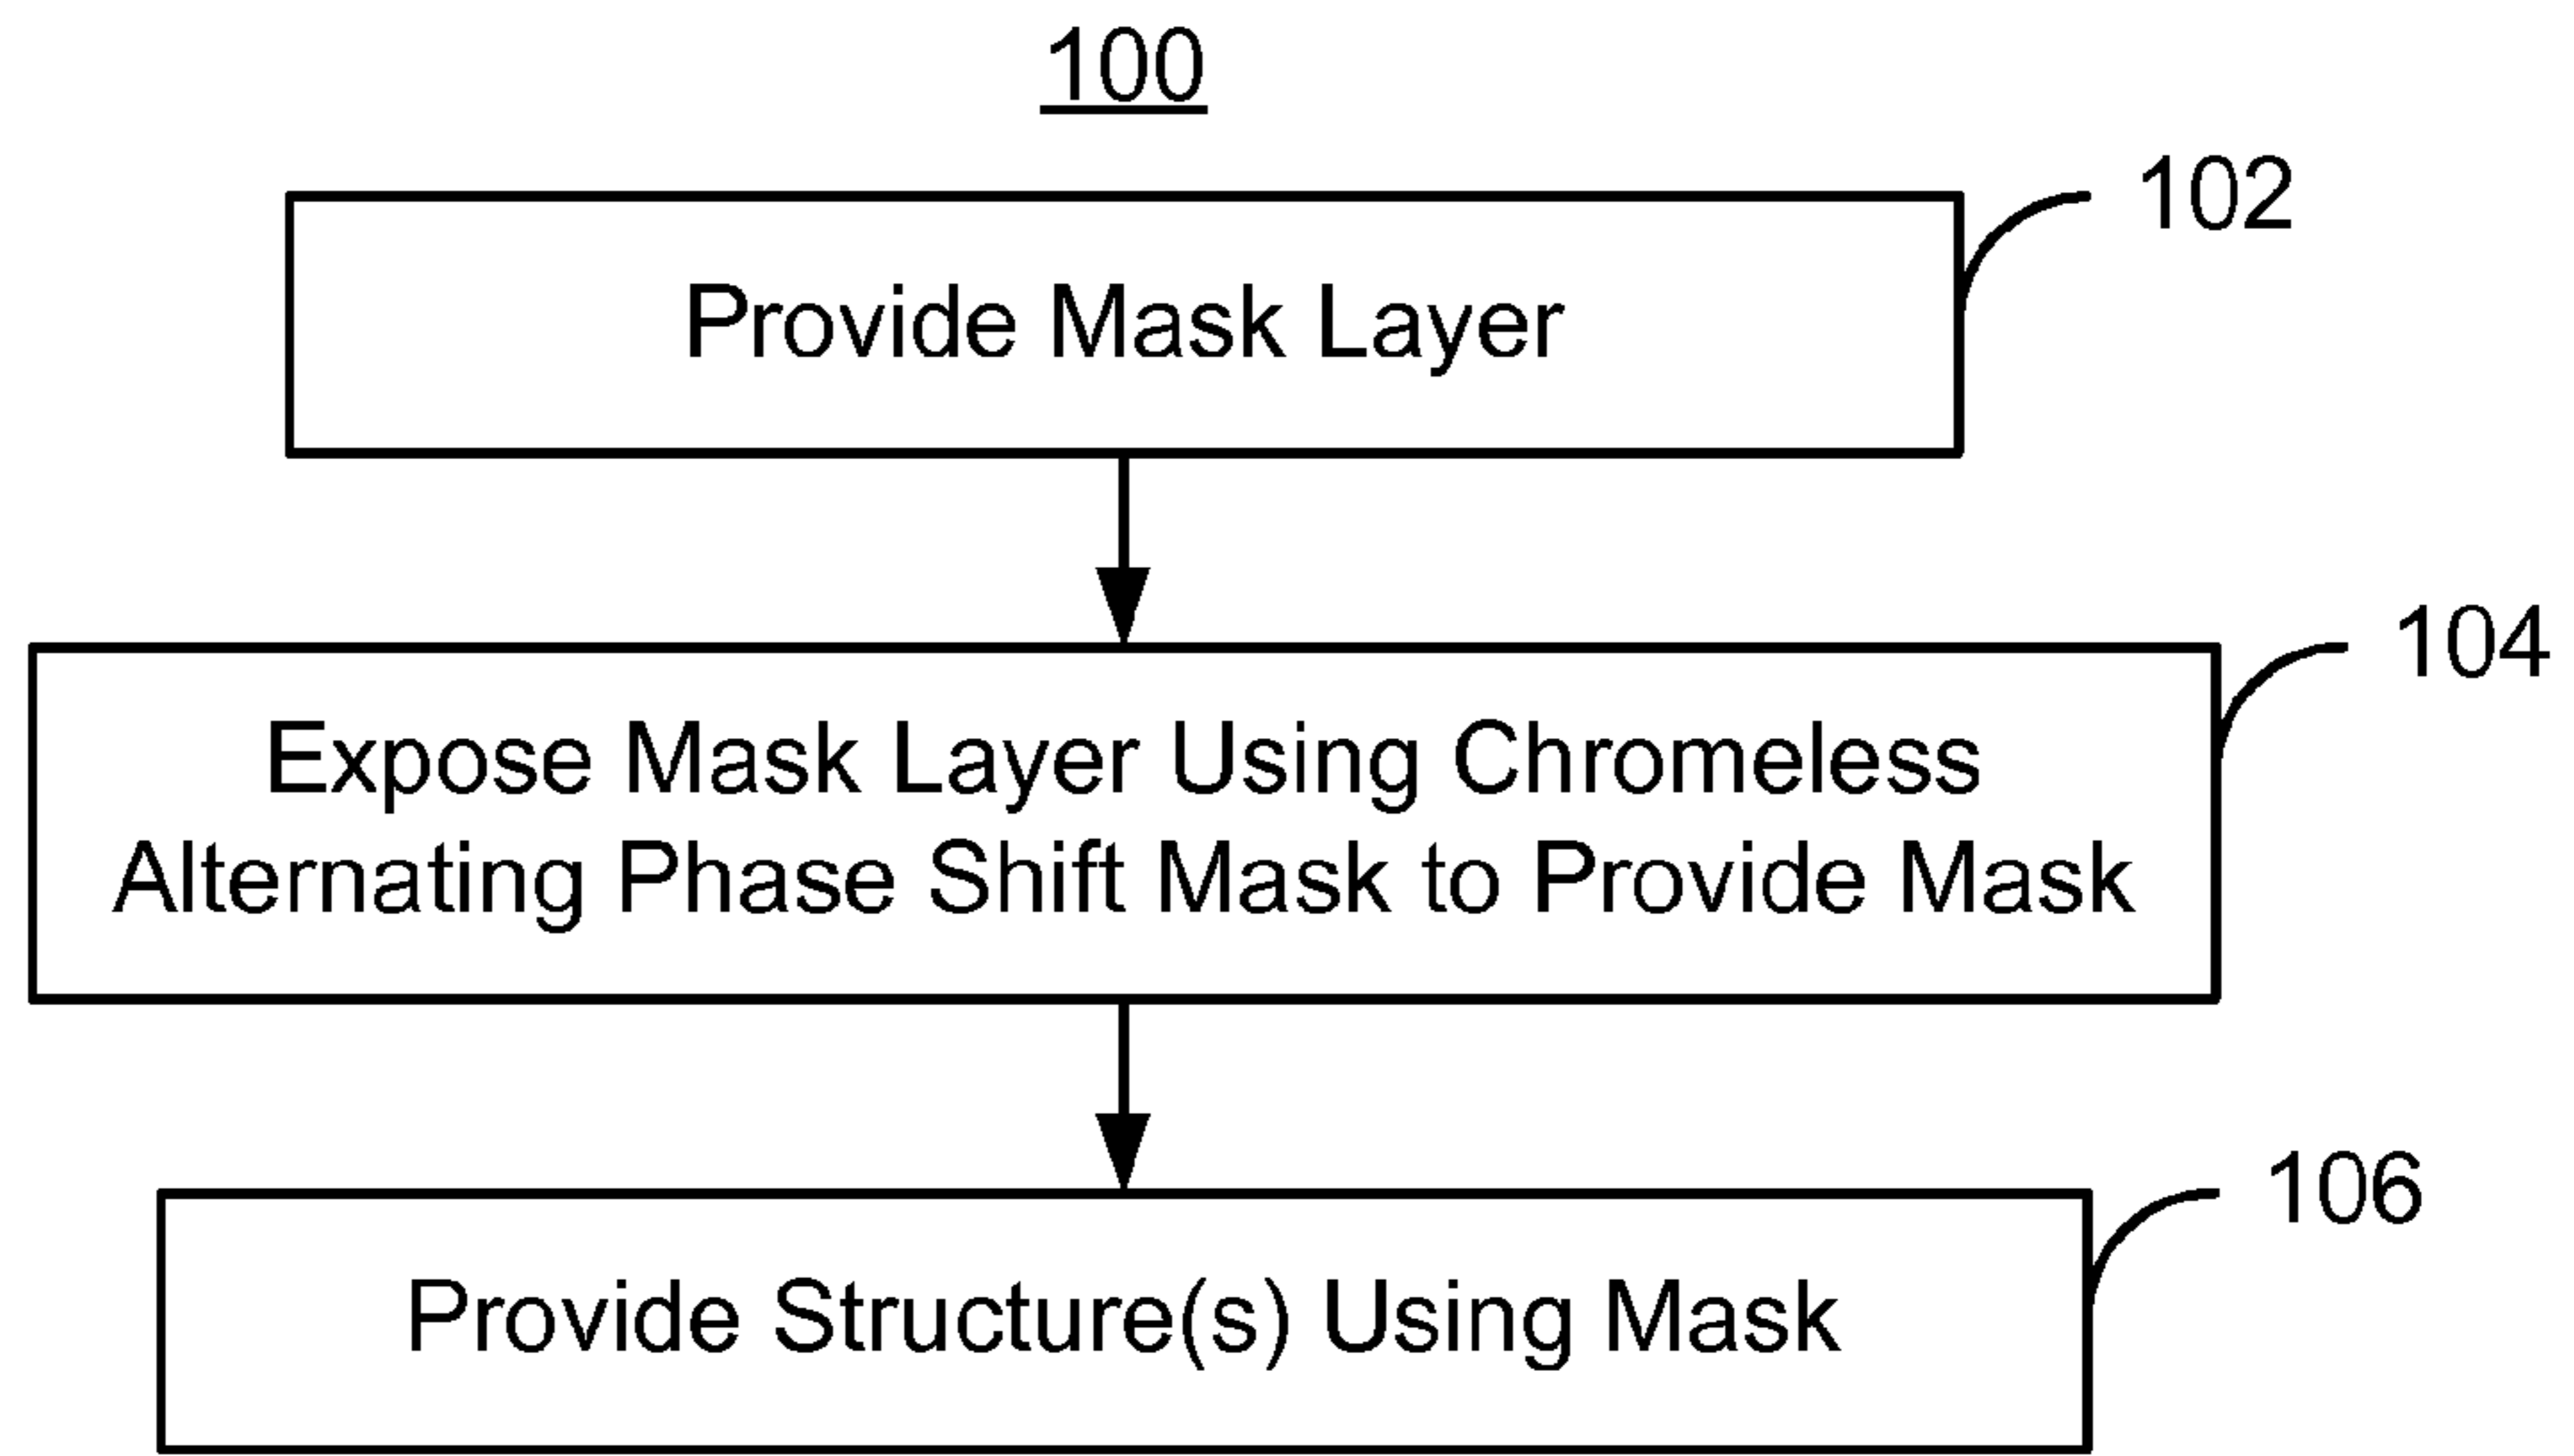 100
102
Provide Mask Layer
104
Expose Mask Layer Using Chromeless
Alternating Phase Shift Mask to Provide Mask
106
Provide Structure(s) Using Mask